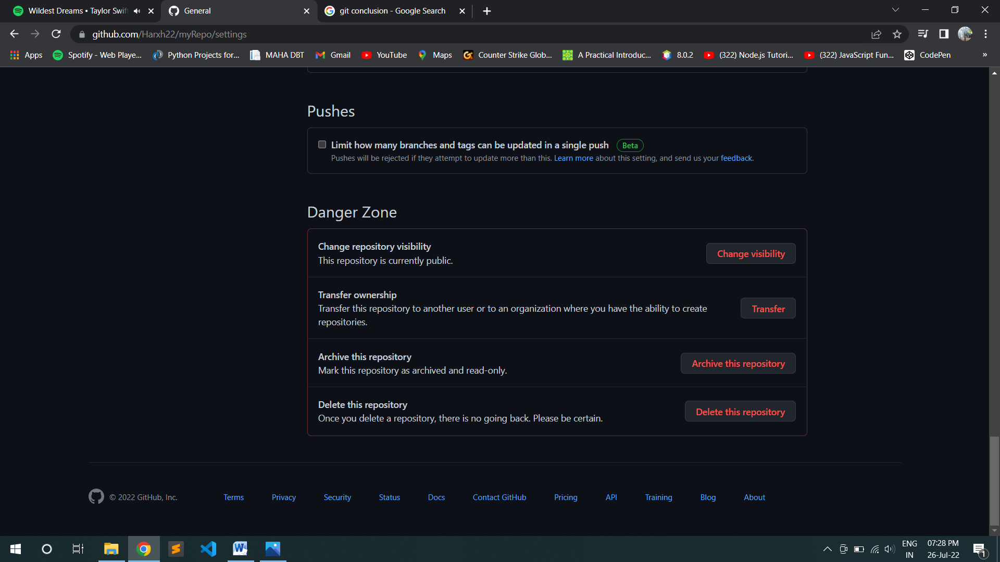 Wildest Dreams • Taylor Swif
General
git conclusion - Google Search
github.com/Harxh22/myRepo/settings
Apps
Spotify - Web Playe...
Python Projects for...
MAHA DBT
Gmail
YouTube
Maps
Counter Strike Glob...
A Practical Introduc...
8.0.2
(322) Node.js Tutori...
(322) JavaScript Fun...
CodePen
»
Pushes
Limit how many branches and tags can be updated in a single push Beta
Pushes will be rejected if they attempt to update more than this. Learn more about this setting, and send us your feedback.
Danger Zone
Change repository visibility
This repository is currently public.
Change visibility
Transfer ownership
Transfer this repository to another user or to an organization where you have the ability to create
repositories.
Transfer
Archive this repository
Mark this repository as archived and read-only.
Archive this repository
Delete this repository
Once you delete a repository, there is no going back. Please be certain.
Delete this repository
© 2022 GitHub, Inc.
Terms
Privacy
Security
Status
Docs
Contact GitHub
Pricing
API
Training
Blog
About
ENG
IN
07:28 PM
26-Jul-22
1